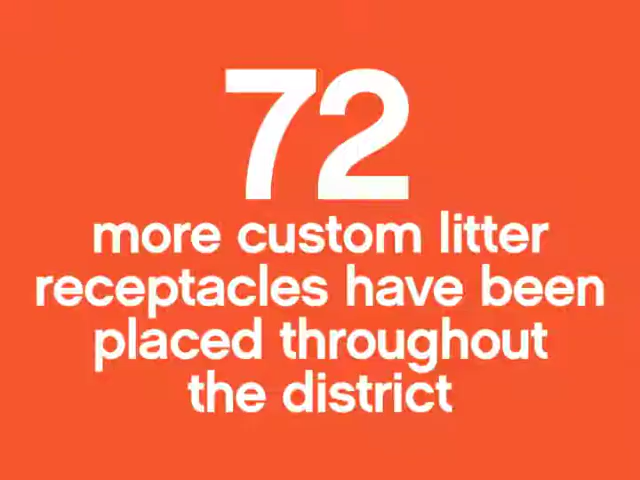 72
more custom litter
receptacles have been
placed throughout
the district